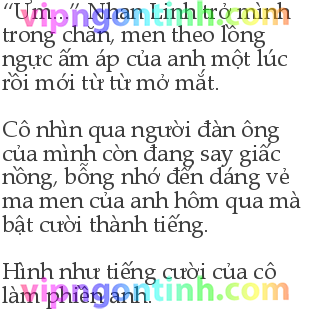 “Ưm...” Nhan Linh trở mình
trong chăn, men theo lồng
ngực ấm áp của anh một lúc
rồi mới từ từ mở mắt.
Cô nhìn qua người đàn ông
của mình còn đang say giấc
nồng, bỗng nhớ đến dáng vẻ
ma men của anh hôm qua mà
bật cười thành tiếng.
Hình như tiếng cười của cô
làm phiền anh.
vipngontinh.com
vipngontinh.com